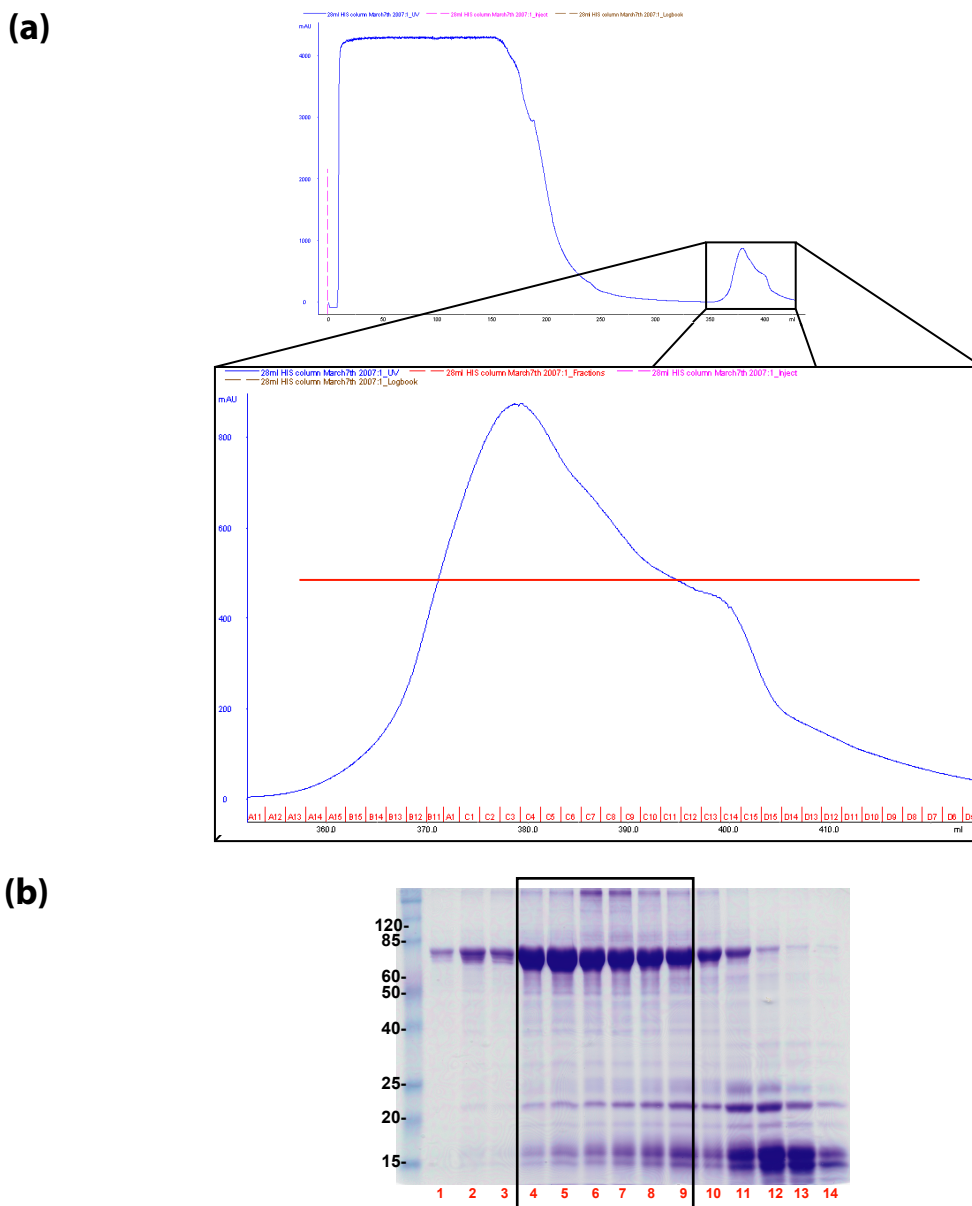 (a)
28ml HIS column March7th 2007:1_UV 28ml HIS column March7th 2007:1_Inject 28ml HIS column March7th 2007:1_Logbook
mAU
4000
3000
2000
1000
0
0 50 100 150 200 250 300 350 400 ml
28ml HIS column March7th 2007:1_UV 28ml HIS column March7th 2007:1_Fractions 28ml HIS column March7th 2007:1_Inject
28ml HIS column March7th 2007:1_Logbook
mAU
800
600
400
200
0
A11 A12 A13 A14 A15 B15 B14 B13 B12 B11 A1 C1 C2 C3 C4 C5 C6 C7 C8 C9 C10 C11 C12 C13 C14 C15 D15 D14 D13 D12 D11 D10 D9 D8 D7 D6
360.0 370.0 380.0 390.0 400.0 410.0 ml
(b)
120-
85-
60-
50-
40-
25-
20-
15-
1 2 3 4 5 6 7 8 9 10 11 12 13 14